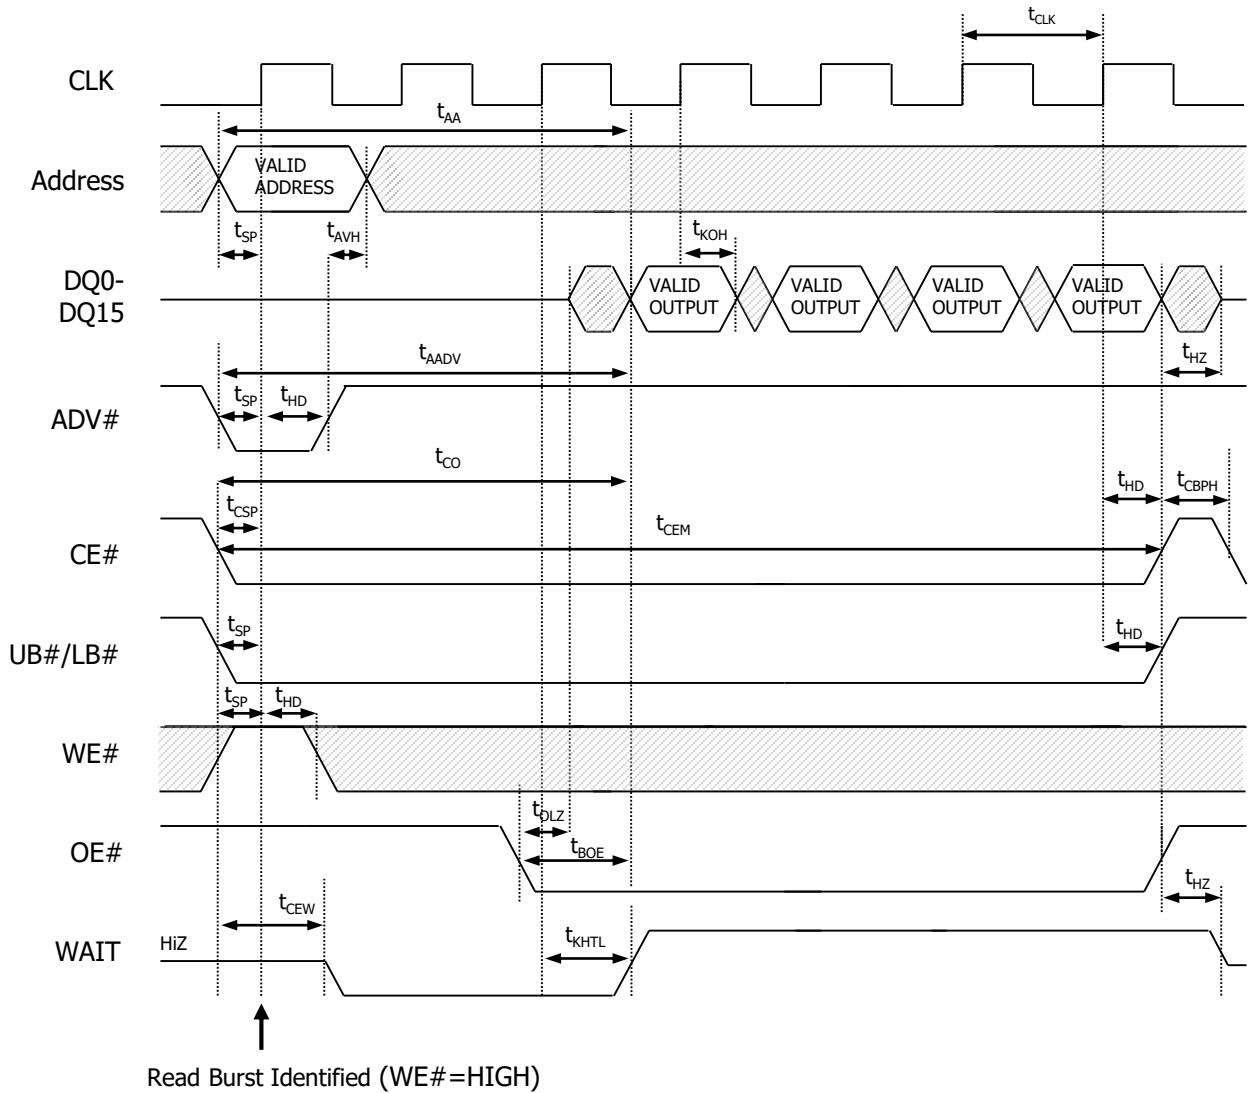 tCLK
CLK
tAA
Address
VALID
ADDRESS
tSP
tAVH
tKOH
DQ0-
DQ15
VALID
OUTPUT
VALID
OUTPUT
VALID
OUTPUT
VALID
OUTPUT
tAADV
tHZ
ADV#
tSP
tHD
tCO
tCSP
tHD
tCBPH
tCEM
CE#
UB#/LB#
tSP
tHD
tSP
tHD
WE#
tOLZ
OE#
tBOE
tHZ
tCEW
WAIT
HiZ
tKHTL
Read Burst Identified (WE#=HIGH)